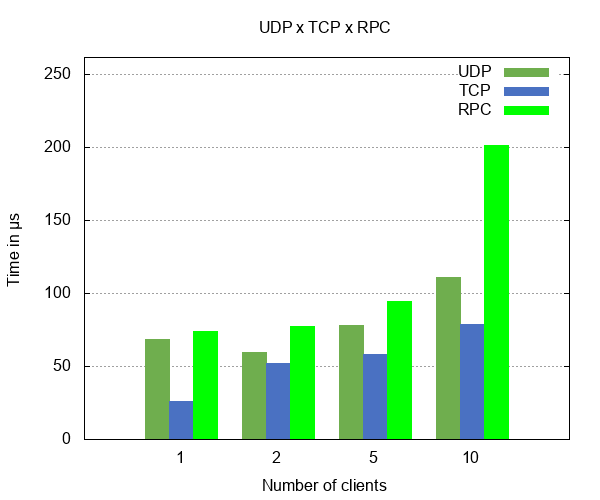 UDP x TCP x RPC
UDP
TCP
RPC
250
200
150
100
50
0
Time in µs
1 2 5 10
Number of clients